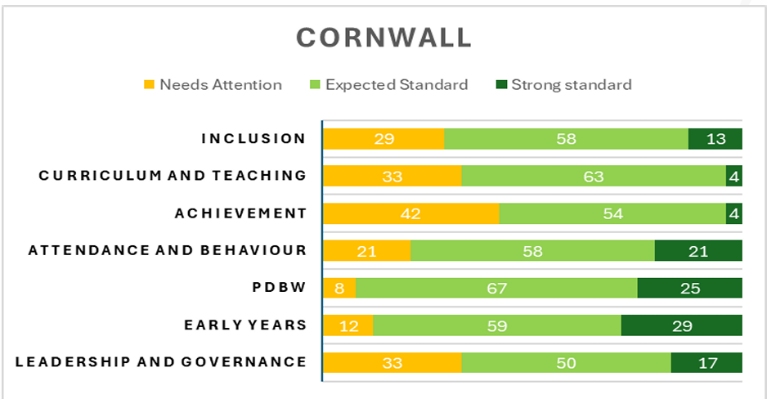 CORNWALL
Needs Attention Expected Standard Strong standard
INCLUSION 29 58 13
CURRICULUM AND TEACHING 33 63 4
ACHIEVEMENT 42 54 4
ATTENDANCE AND BEHAVIOUR 21 58 21
PDBW 8 67 25
EARLY YEARS 12 59 29
LEADERSHIP AND GOVERNANCE 33 50 17